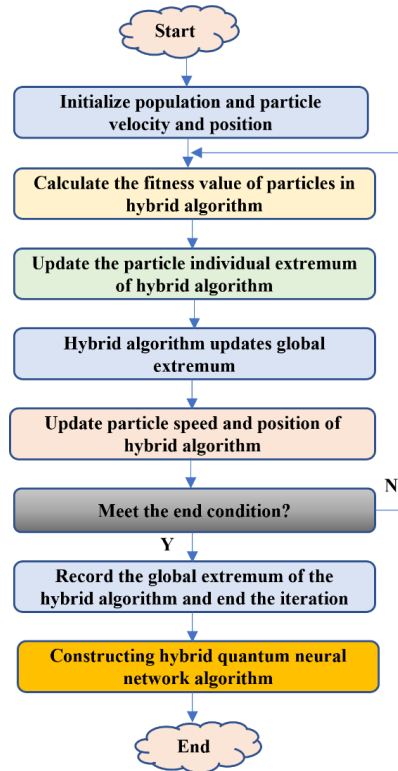 Start
Initialize population and particle
velocity and position
Calculate the fitness value of particles in
hybrid algorithm
Update the particle individual extremum
of hybrid algorithm
Hybrid algorithm updates global
extremum
Update particle speed and position of
hybrid algorithm
N
Meet the end condition?
Y
Record the global extremum of the
hybrid algorithm and end the iteration
Constructing hybrid quantum neural
network algorithm
End